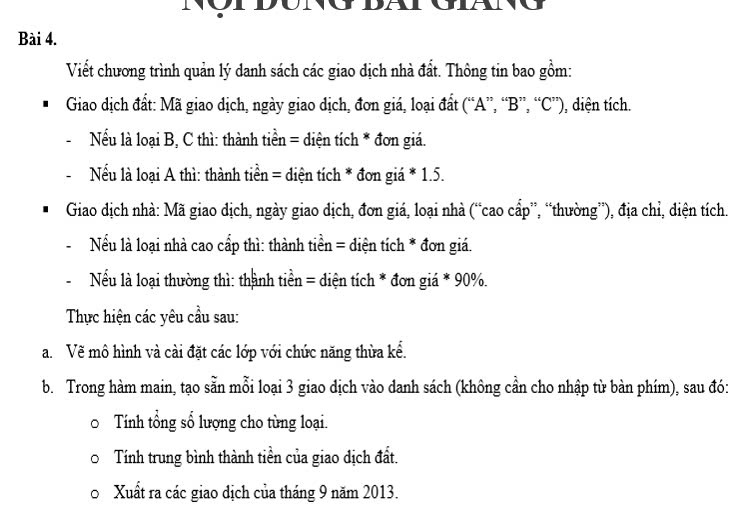 NỘI DUNG BÀI GIẢNG
Bài 4.
Viết chương trình quản lý danh sách các giao dịch nhà đất. Thông tin bao gồm:
▪ Giao dịch đất: Mã giao dịch, ngày giao dịch, đơn giá, loại đất (“A”, “B”, “C”), diện tích.
- Nếu là loại B, C thì: thành tiền = diện tích * đơn giá.
- Nếu là loại A thì: thành tiền = diện tích * đơn giá * 1.5.
▪ Giao dịch nhà: Mã giao dịch, ngày giao dịch, đơn giá, loại nhà (“cao cấp”, “thường”), địa chỉ, diện tích.
- Nếu là loại nhà cao cấp thì: thành tiền = diện tích * đơn giá.
- Nếu là loại thường thì: thành tiền = diện tích * đơn giá * 90%.
Thực hiện các yêu cầu sau:
a. Vẽ mô hình và cài đặt các lớp với chức năng thừa kế.
b. Trong hàm main, tạo sẵn mỗi loại 3 giao dịch vào danh sách (không cần cho nhập từ bàn phím), sau đó:
o Tính tổng số lượng cho từng loại.
o Tính trung bình thành tiền của giao dịch đất.
o Xuất ra các giao dịch của tháng 9 năm 2013.